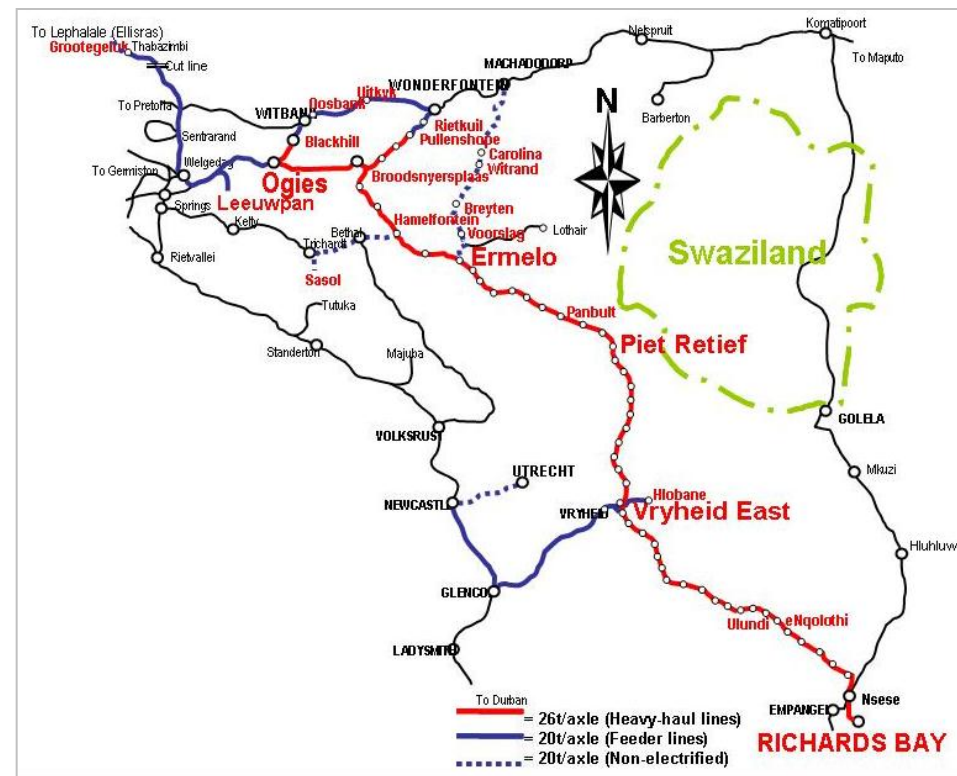 To Lephalale (Ellisras)
Grootegeluk
Thabazimbi
Cut line
To Pretoria
Sentrarand
To Germiston
Welgedag
Springs
Rietvallei
Kelty
Leeuwpan
Ogies
WITBANK
Oosbank
Uitkyk
Blackhill
WONDERFONTEIN
MACHADODORP
Nelspruit
Komatipoort
To Maputo
Barberton
N
Rietkuil
Pullenshope
Carolina
Witrand
Broodsnyersplaas
Breyten
Hamelfontein
Voorslag
Lothair
Bethal
Trichardt
Sasol
Ermelo
Swaziland
Tutuka
Standerton
Majuba
Panbult
Piet Retief
VOLKSRUST
GOLELA
Mkuzi
UTRECHT
NEWCASTL
Hlobane
VRYHEID
Vryheid East
Hluhluw
GLENCO
Ulundi
eNqolothi
LADYSMITH
To Durban
Nsese
EMPANGEI
RICHARDS BAY
= 26t/axle (Heavy-haul lines)
= 20t/axle (Feeder lines)
= 20t/axle (Non-electrified)